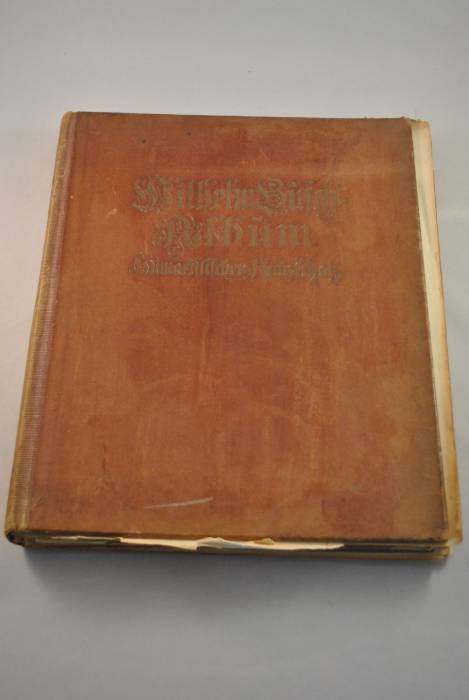 Wilhelm Busch-
Album
Humoristischer Hausschatz